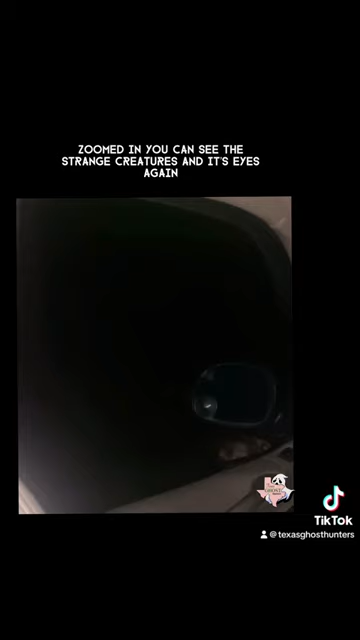 ZOOMED IN YOU CAN SEE THE
STRANGE CREATURES AND IT'S EYES
AGAIN
TikTok
@texasghosthunters